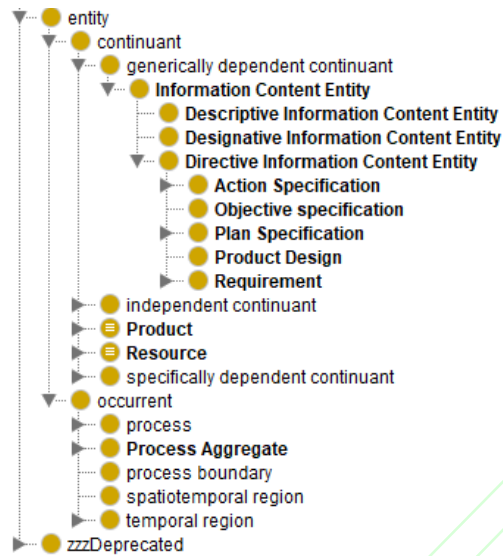 entity
continuant
generically dependent continuant
Information Content Entity
Descriptive Information Content Entity
Designative Information Content Entity
Directive Information Content Entity
Action Specification
Objective specification
Plan Specification
Product Design
Requirement
independent continuant
Product
Resource
specifically dependent continuant
occurrent
process
Process Aggregate
process boundary
spatiotemporal region
temporal region
zzzDeprecated